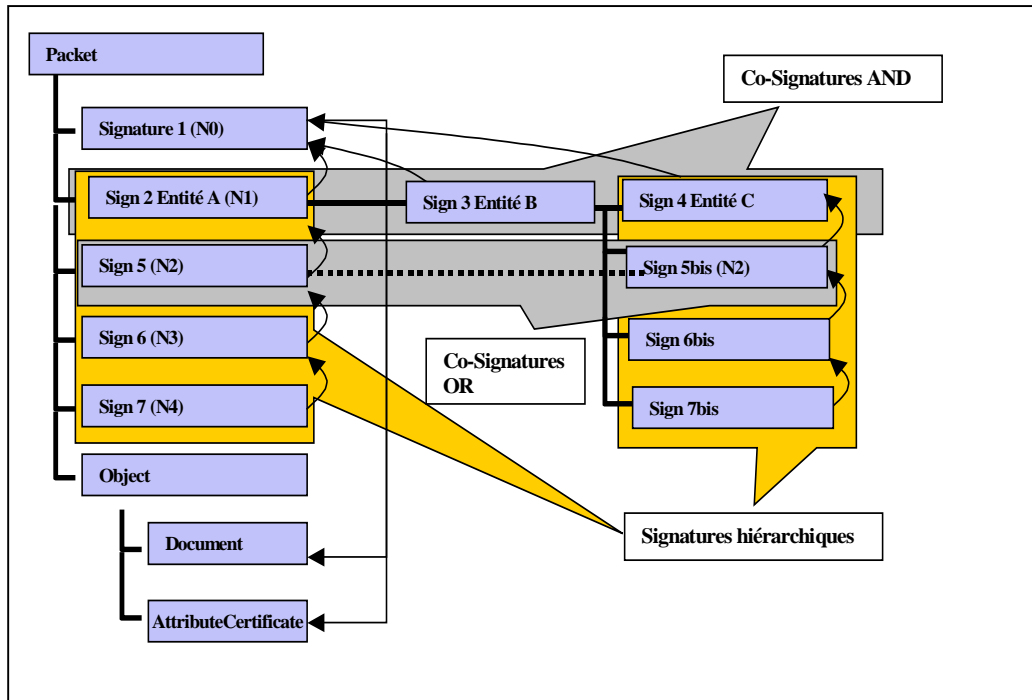 Packet
Co-Signatures AND
Signature 1 (N0)
Sign 2 Entité A (N1)
Sign 3 Entité B
Sign 4 Entité C
Sign 5 (N2)
Sign 5bis (N2)
Sign 6 (N3)
Sign 6bis
Co-Signatures
OR
Sign 7 (N4)
Sign 7bis
Object
Signatures hiérarchiques
Document
AttributeCertificate